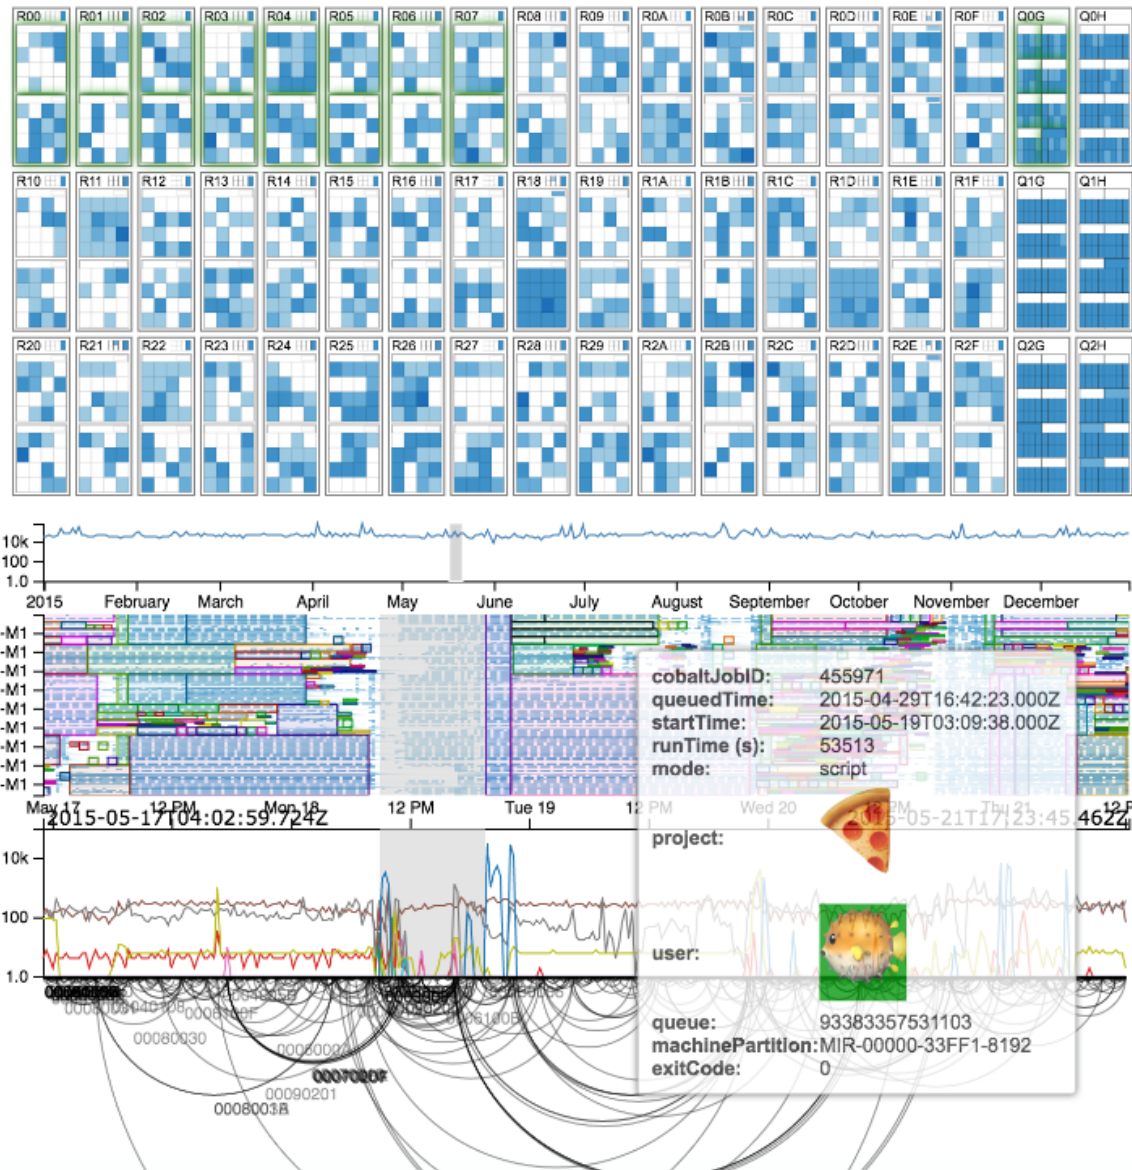 R00 R01 R02 R03 R04 R05 R06 R07 R08 R09 R0A R0B R0C R0D R0E R0F Q0G Q0H
R10 R11 R12 R13 R14 R15 R16 R17 R18 R19 R1A R1B R1C R1D R1E R1F Q1G Q1H
R20 R21 R22 R23 R24 R25 R26 R27 R28 R29 R2A R2B R2C R2D R2E R2F Q2G Q2H
10k
100
1.0
2015 February March April May June July August September October November December
-M1
-M1
-M1
-M1
-M1
-M1
-M1
-M1
-M1
May 17 12 PM Mon 18 12 PM Tue 19 12 PM Wed 20 12 PM Thu 21
2015-05-17T04:02:59.724Z 2015-05-21T17:23:45.462Z
10k
100
1.0
cobaltJobID: 455971
queuedTime: 2015-04-29T16:42:23.000Z
startTime: 2015-05-19T03:09:38.000Z
runTime (s): 53513
mode: script
project:
user:
queue: 93383357531103
machinePartition: MIR-00000-33FF1-8192
exitCode: 0
00080030
00090201